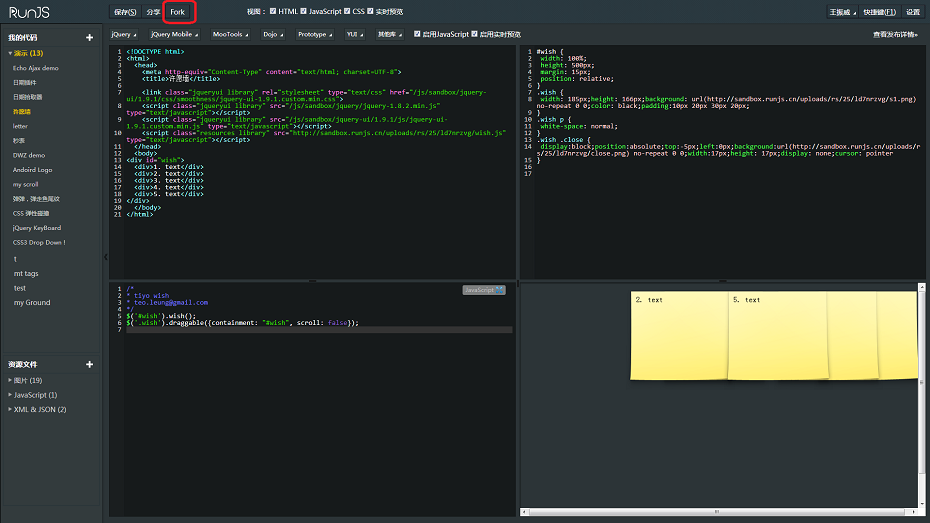 RunJS
保存(S) 分享 Fork
视图： HTML JavaScript CSS 实时预览
王振威 快捷键(F1) 设置
我的代码 +
演示 (13)
Echo Ajax demo
日期插件
日期拾取器
许愿墙
letter
秒表
DWZ demo
Andoird Logo
my scroll
弹弹，弹走鱼尾纹
CSS 弹性碰撞
jQuery KeyBoard
CSS3 Drop Down !
t
mt tags
test
my Ground
资源文件 +
图片 (19)
JavaScript (1)
XML & JSON (2)
jQuery jQuery Mobile MooTools Dojo Prototype YUI 其他库 启用JavaScript 启用实时预览
查看发布详情»
1 <!DOCTYPE html>
2 <html>
3 <head>
4 <meta http-equiv="Content-Type" content="text/html; charset=UTF-8">
5 <title>许愿墙</title>
6
7 <link class="jqueryui library" rel="stylesheet" type="text/css" href="/js/sandbox/jquery-
ui/1.9.1/css/smoothness/jquery-ui-1.9.1.custom.min.css">
8 <script class="jqueryui library" src="/js/sandbox/jquery/jquery-1.8.2.min.js"
type="text/javascript"></script>
9 <script class="jqueryui library" src="/js/sandbox/jquery-ui/1.9.1/js/jquery-ui-
1.9.1.custom.min.js" type="text/javascript"></script>
10 <script class="resources library" src="http://sandbox.runjs.cn/uploads/rs/25/ld7nrzvg/wish.js"
type="text/javascript"></script>
11 </head>
12 <body>
13 <div id="wish">
14 <div>1. text</div>
15 <div>2. text</div>
16 <div>3. text</div>
17 <div>4. text</div>
18 <div>5. text</div>
19 </div>
20 </body>
21 </html>
1 #wish {
2 width: 100%;
3 height: 500px;
4 margin: 15px;
5 position: relative;
6 }
7 .wish {
8 width: 185px;height: 166px;background: url(http://sandbox.runjs.cn/uploads/rs/25/ld7nrzvg/s1.png)
no-repeat 0 0;color: black;padding:10px 20px 30px 20px;
9 }
10 .wish p {
11 white-space: normal;
12 }
13 .wish .close {
14 display:block;position:absolute;top:-5px;left:0px;background:url(http://sandbox.runjs.cn/uploads/r
s/25/ld7nrzvg/close.png) no-repeat 0 0;width:17px;height: 17px;display: none;cursor: pointer
15 }
16
17
1 /*
2 * tiyo wish
3 * teo.leung@gmail.com
4 */
5 $('#wish').wish();
6 $('.wish').draggable({containment: "#wish", scroll: false});
7
JavaScript
2. text
5. text